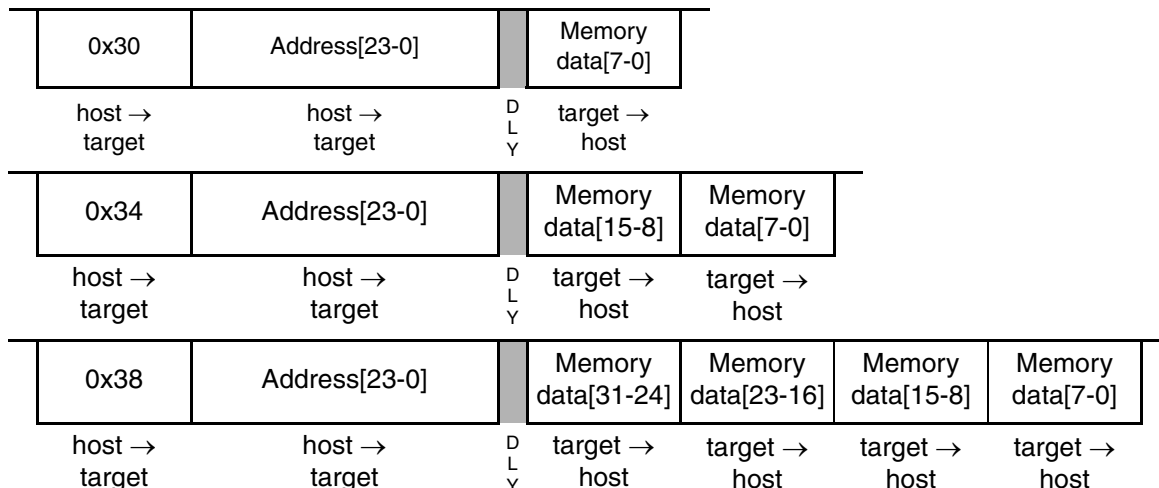 0x30 Address[23-0] Memory
data[7-0]
host → host → D L Y target →
target target host
0x34 Address[23-0] Memory Memory
data[15-8] data[7-0]
host → host → D L Y target → target →
target target host host
0x38 Address[23-0] Memory Memory Memory Memory
data[31-24] data[23-16] data[15-8] data[7-0]
host → host → D L Y target → target → target → target →
target target host host host host